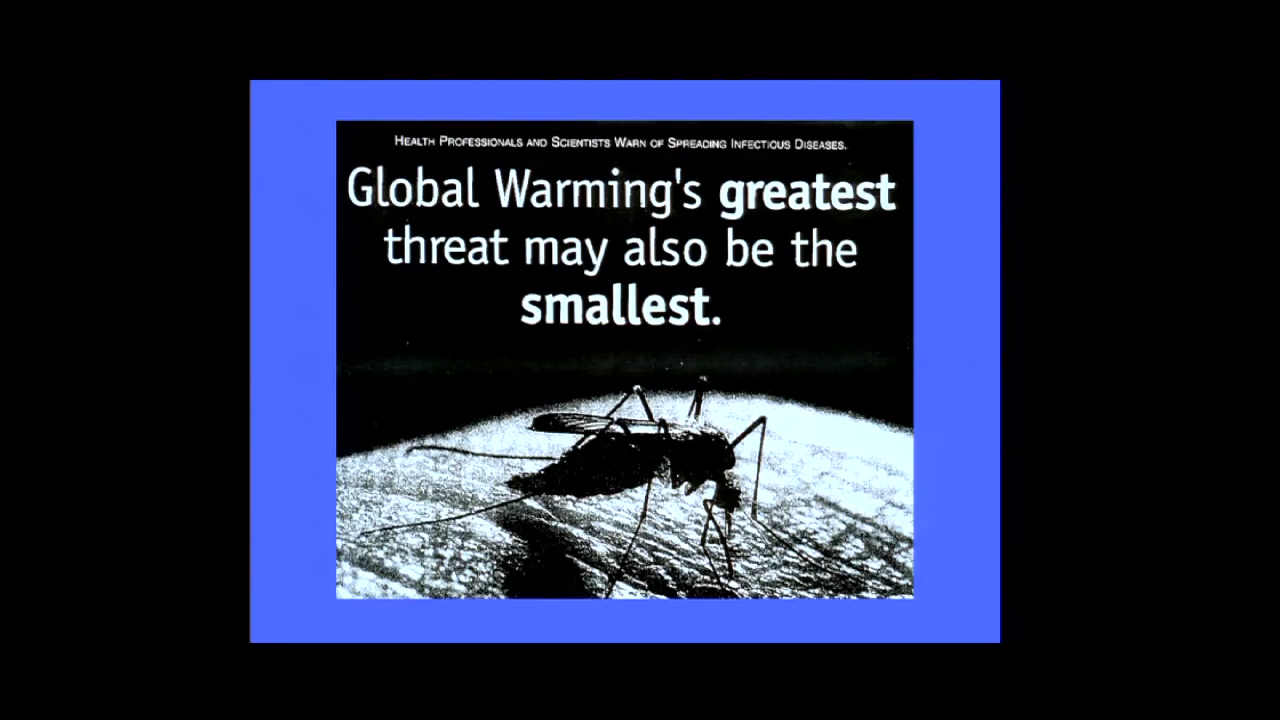 Health Professionals and Scientists Warn of Spreading Infectious Diseases.
Global Warming's greatest
threat may also be the
smallest.